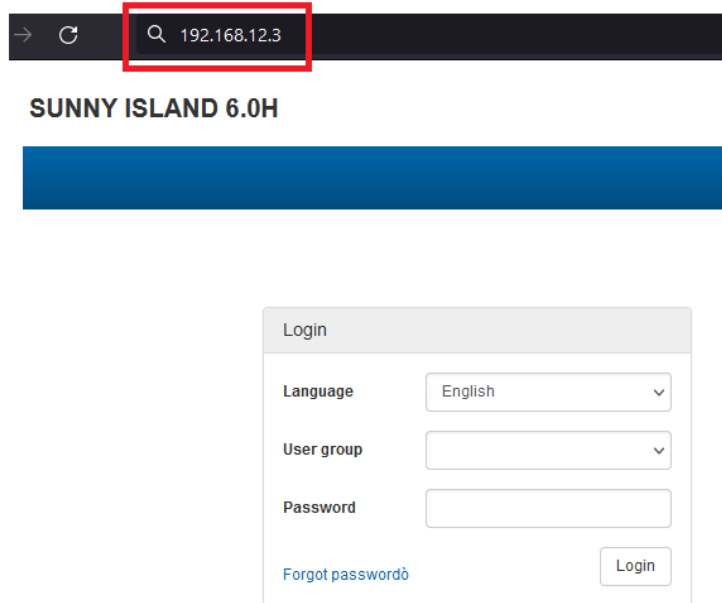 192.168.12.3
SUNNY ISLAND 6.0H
Login
Language English
User group
Password
Forgot passwordò Login